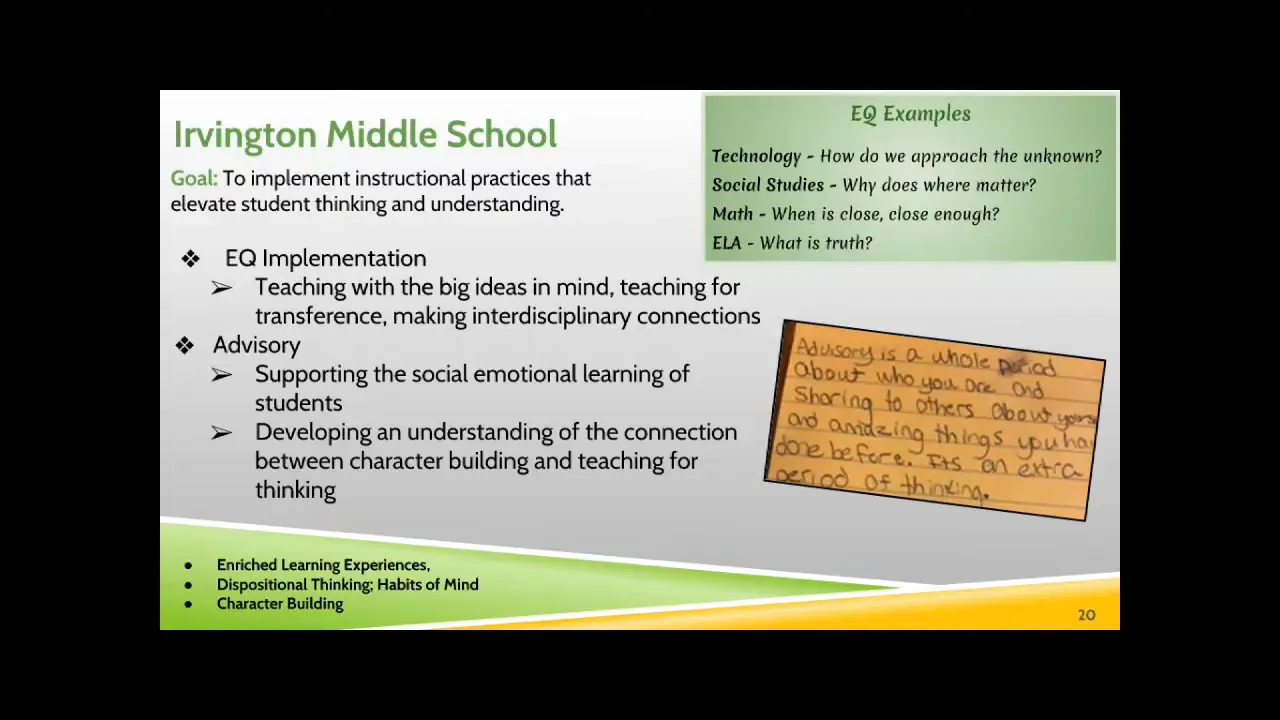 Irvington Middle School
Goal: To implement instructional practices that
elevate student thinking and understanding.
❖ EQ Implementation
➢ Teaching with the big ideas in mind, teaching for
transference, making interdisciplinary connections
❖ Advisory
➢ Supporting the social emotional learning of
students
➢ Developing an understanding of the connection
between character building and teaching for
thinking
EQ Examples
Technology - How do we approach the unknown?
Social Studies - Why does where matter?
Math - When is close, close enough?
ELA - What is truth?
Advisory is a whole period
about who you are and
Sharing to others about
and amazing things you
done before. Its an extra
period of thinking.
● Enriched Learning Experiences,
● Dispositional Thinking; Habits of Mind
● Character Building
20